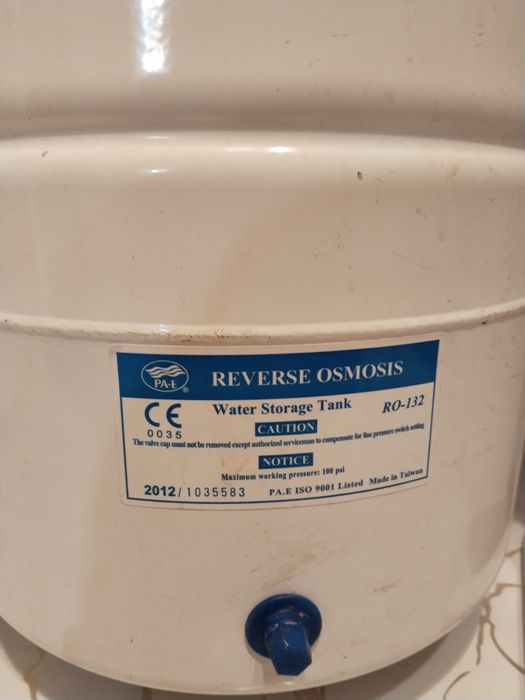 PA-E ®
REVERSE OSMOSIS
CE
0035
Water Storage Tank RO-132
CAUTION
The valve cap must not be removed except authorized serviceman to compensate for line pressure switch setting
NOTICE
Maximum working pressure: 100 psi
2012/1035583 PA.E ISO 9001 Listed Made in Taiwan